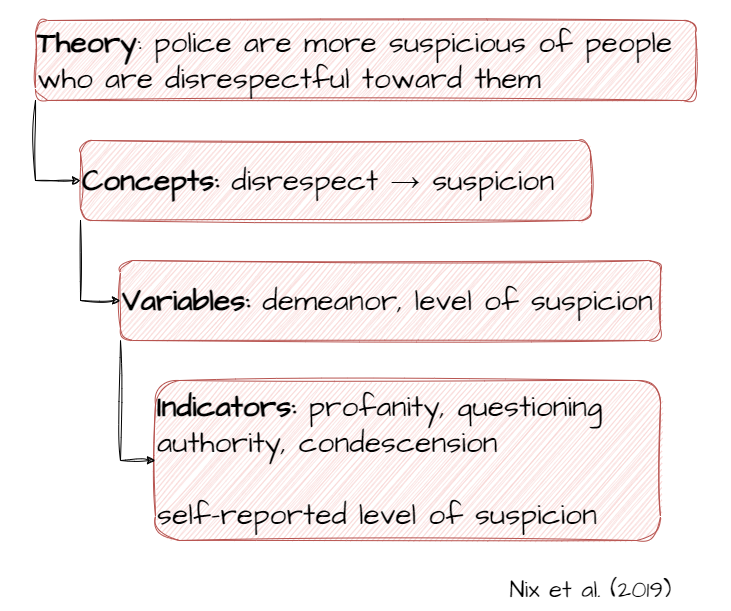 Theory: police are more suspicious of people
who are disrespectful toward them
Concepts: disrespect → suspicion
Variables: demeanor, level of suspicion
Indicators: profanity, questioning
authority, condescension
self-reported level of suspicion
Nix et al. (2019)